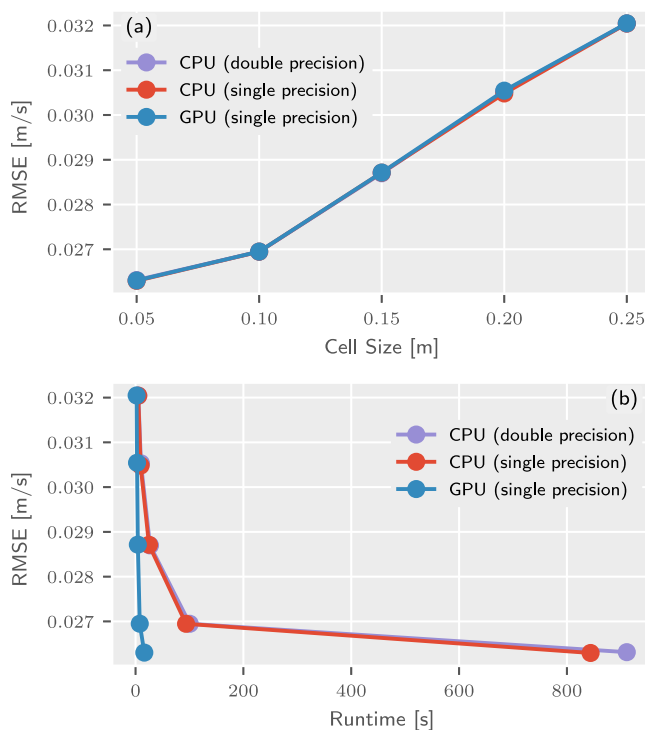 (a)
CPU (double precision)
CPU (single precision)
GPU (single precision)
RMSE [m/s]
0.032
0.031
0.030
0.029
0.028
0.027
0.05 0.10 0.15 0.20 0.25
Cell Size [m]
(b)
CPU (double precision)
CPU (single precision)
GPU (single precision)
RMSE [m/s]
0.032
0.031
0.030
0.029
0.028
0.027
0 200 400 600 800
Runtime [s]